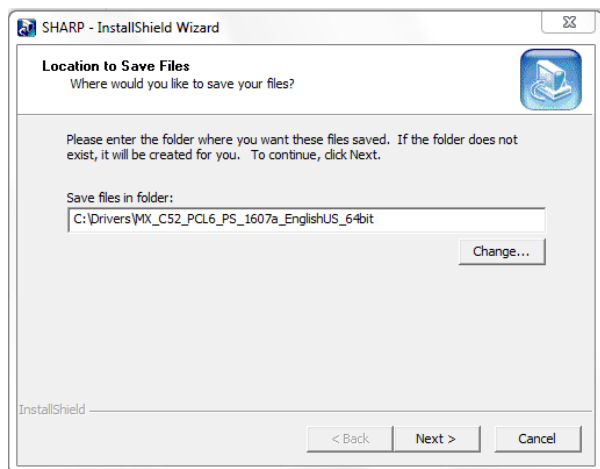 SHARP - InstallShield Wizard
Location to Save Files
Where would you like to save your files?
Please enter the folder where you want these files saved.  If the folder does not
exist, it will be created for you.   To continue, click Next.
Save files in folder:
C:\Drivers\MX_C52_PCL6_PS_1607a_EnglishUS_64bit
Change...
InstallShield
< Back
Next >
Cancel